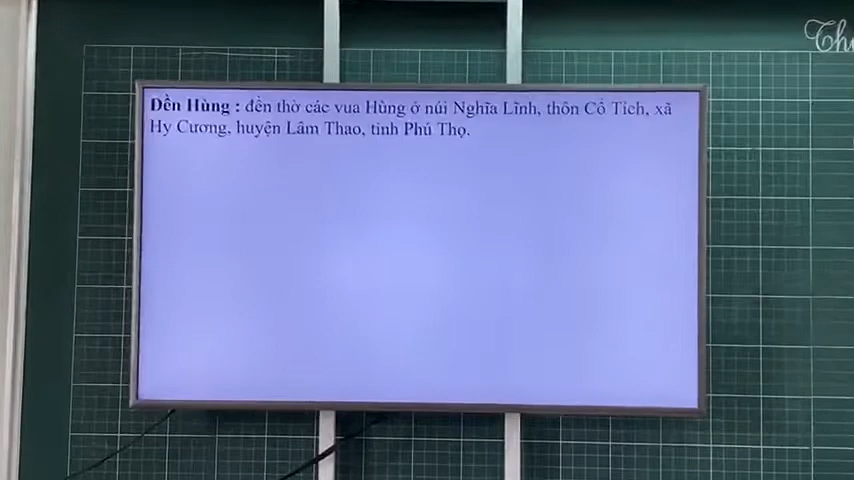 Thứ
Đền Hùng : đền thờ các vua Hùng ở núi Nghĩa Lĩnh, thôn Cổ Tích, xã
Hy Cương, huyện Lâm Thao, tỉnh Phú Thọ.